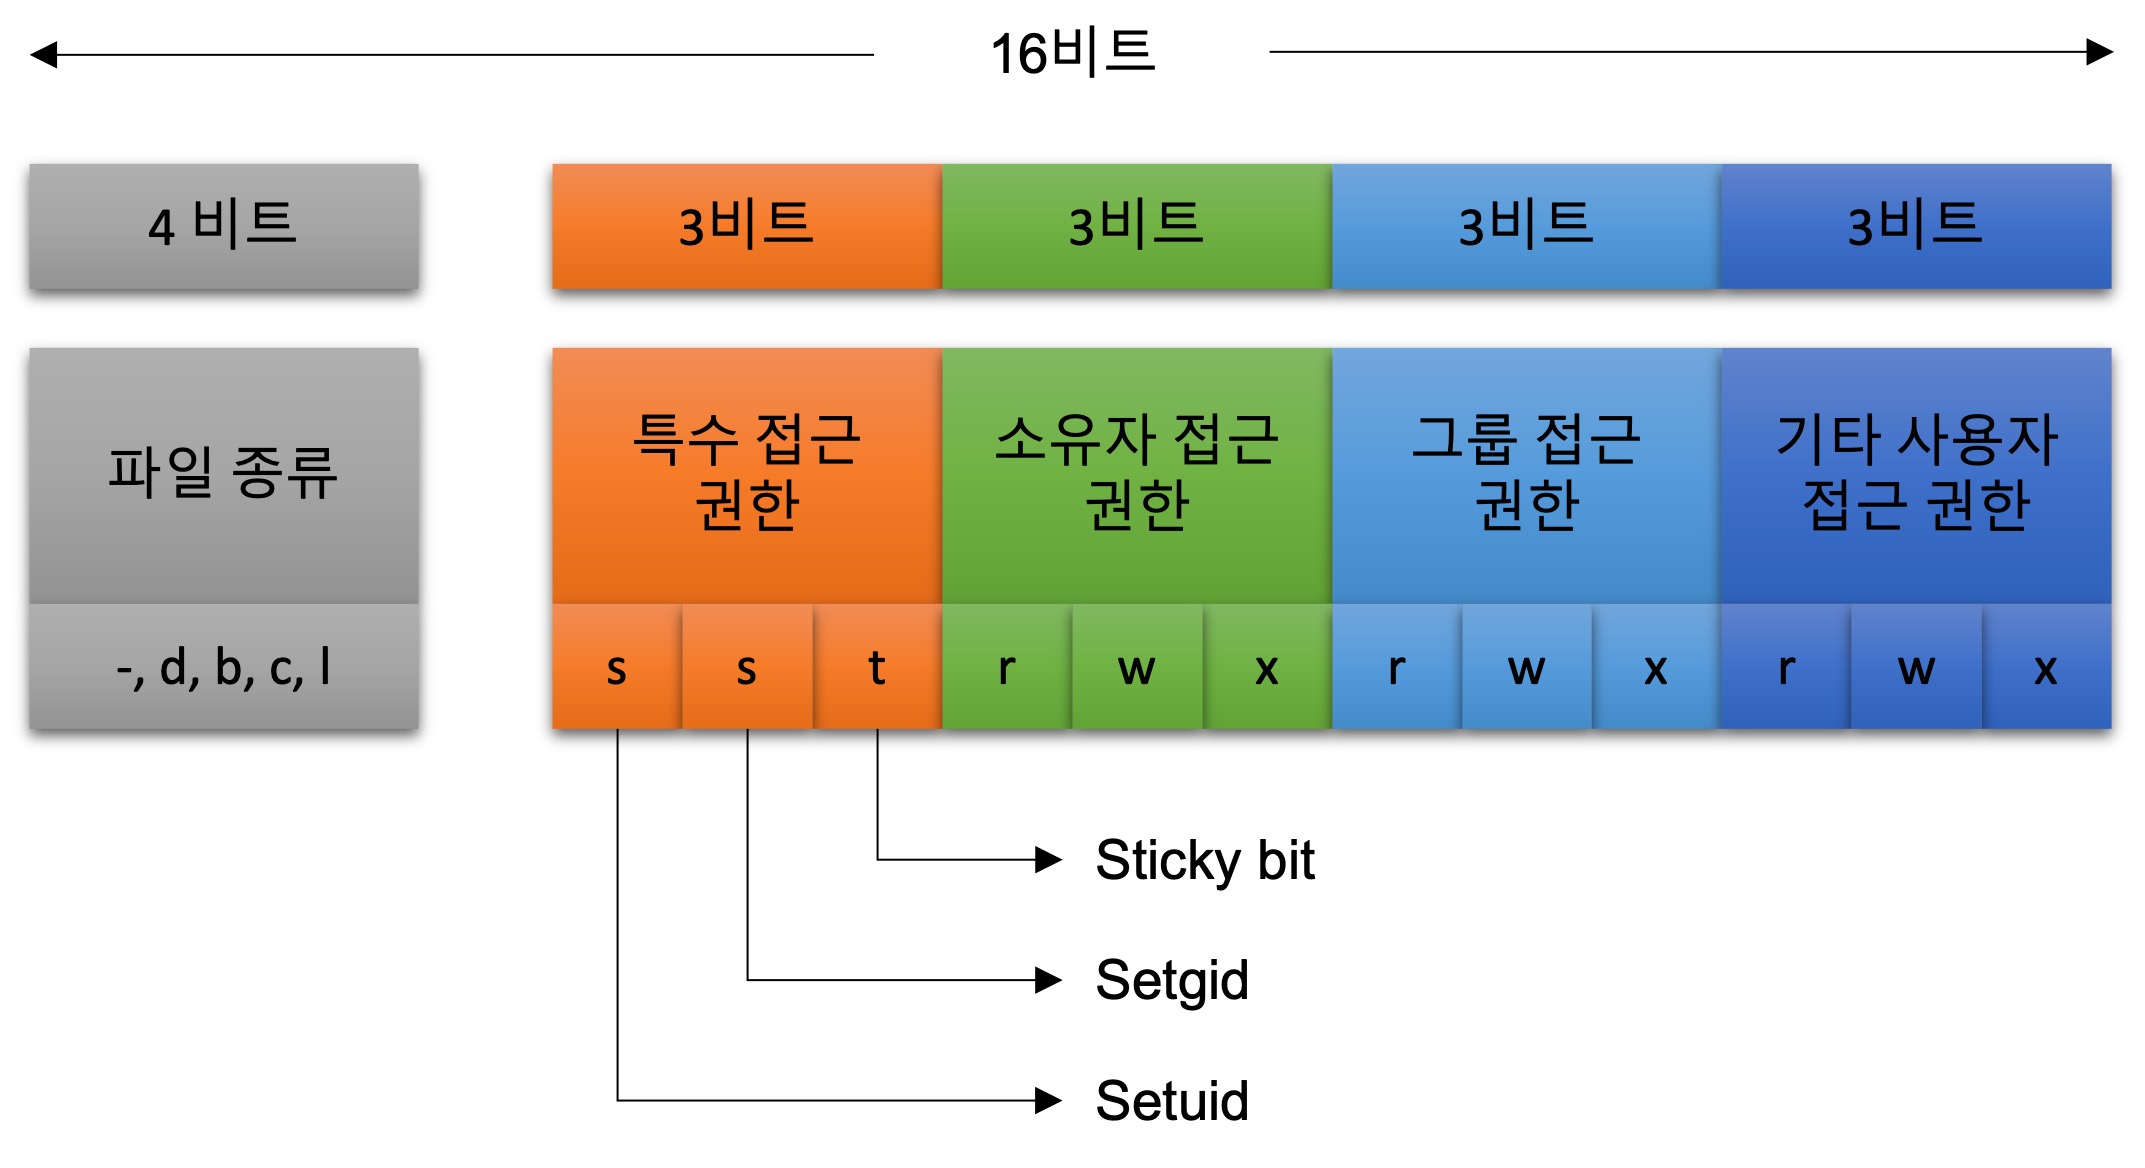 16비트
4 비트
3비트
3비트
3비트
3비트
파일 종류
특수 접근
권한
소유자 접근
권한
그룹 접근
권한
기타 사용자
접근 권한
-, d, b, c, l
s
s
t
r
w
x
r
w
x
r
w
x
Sticky bit
Setgid
Setuid